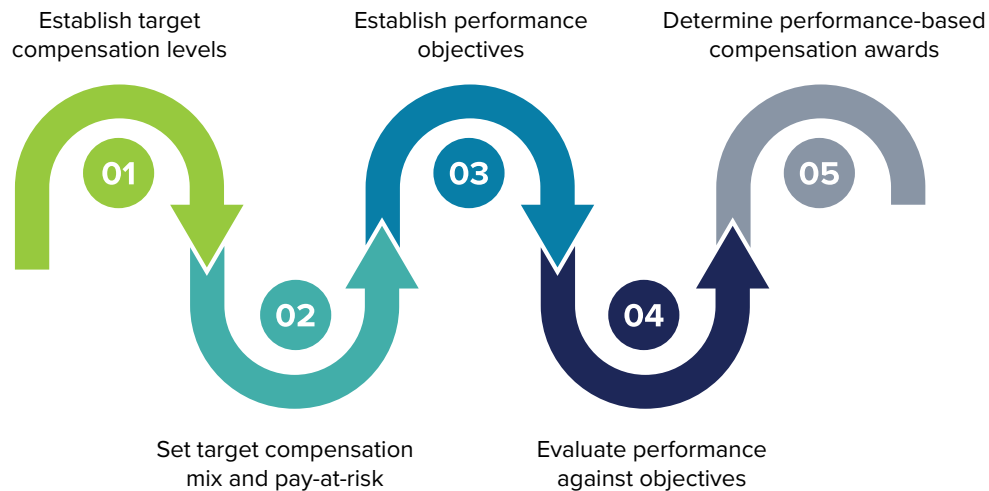 Establish target
compensation levels
Establish performance
objectives
Determine performance-based
compensation awards
01
03
05
02
04
Set target compensation
mix and pay-at-risk
Evaluate performance
against objectives